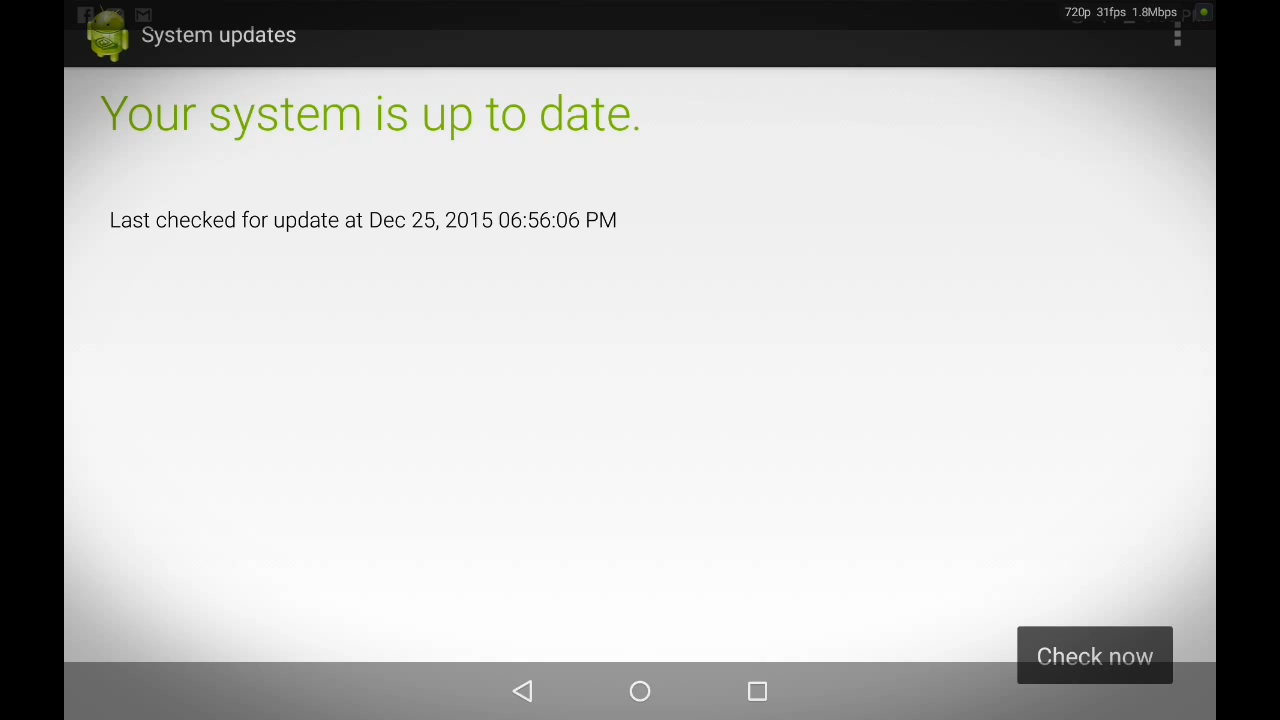 720p 31fps 1.8Mbps
System updates
Your system is up to date.
Last checked for update at Dec 25, 2015 06:56:06 PM
Check now